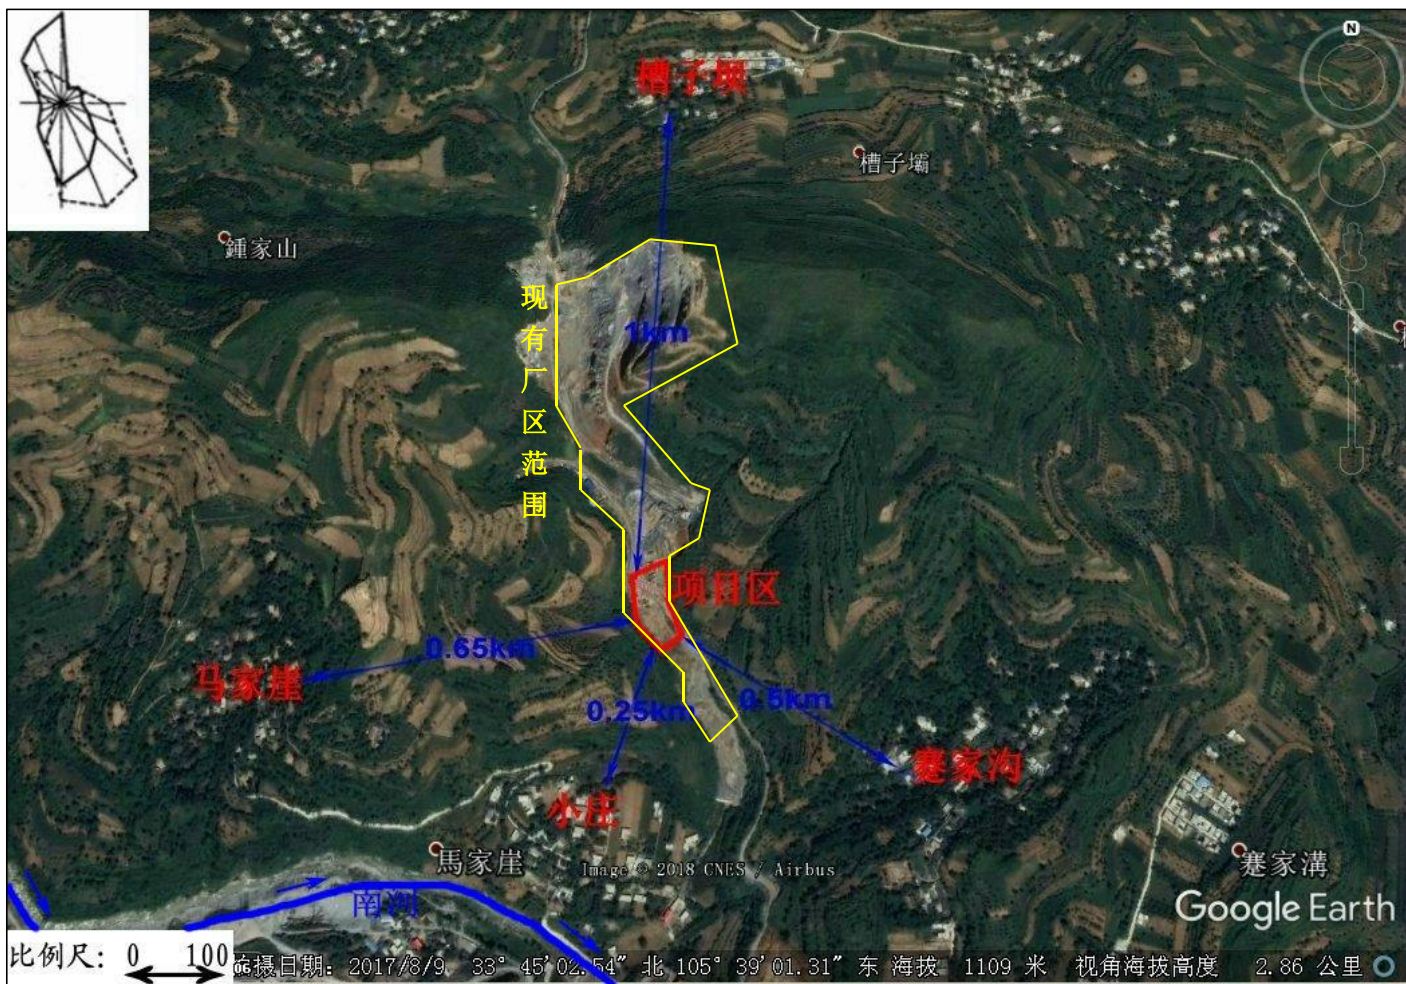 N
槽子坝
槽子壩
鍾家山
现有厂区范围
1km
项目区
0.65km
马家崖
0.25km
0.5km
蹇家沟
小庄
馬家崖
蹇家溝
Image © 2018 CNES / Airbus
南河
Google Earth
比例尺: 0 100
摄日期: 2017/8/9 33° 45'02.54" 北 105° 39'01.31" 东 海拔 1109 米 视角海拔高度 2.86 公里